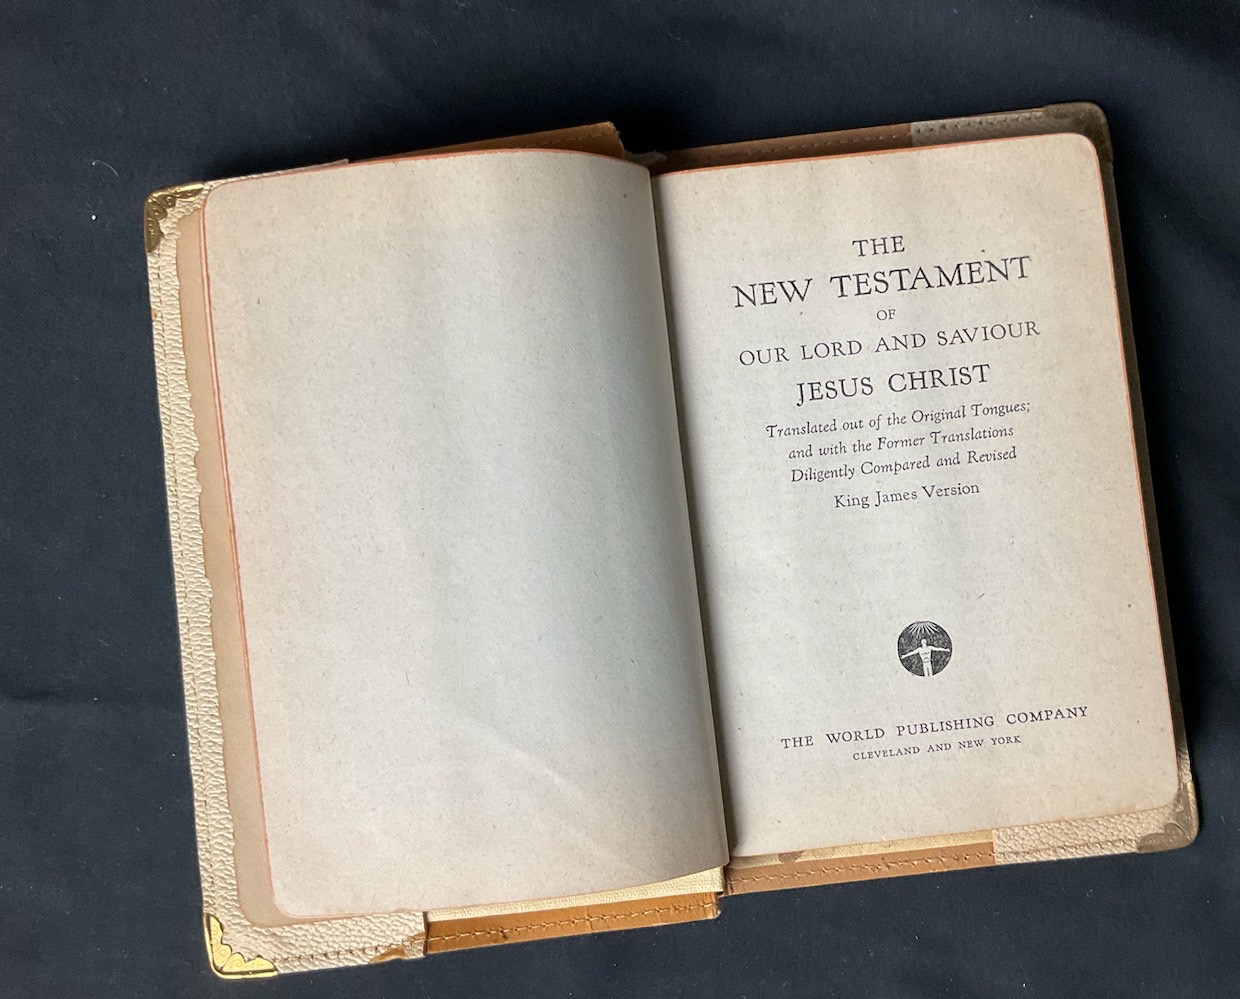 THE
NEW TESTAMENT
OF
OUR LORD AND SAVIOUR
JESUS CHRIST
Translated out of the Original Tongues;
and with the Former Translations
Diligently Compared and Revised
King James Version
THE WORLD PUBLISHING COMPANY
CLEVELAND AND NEW YORK